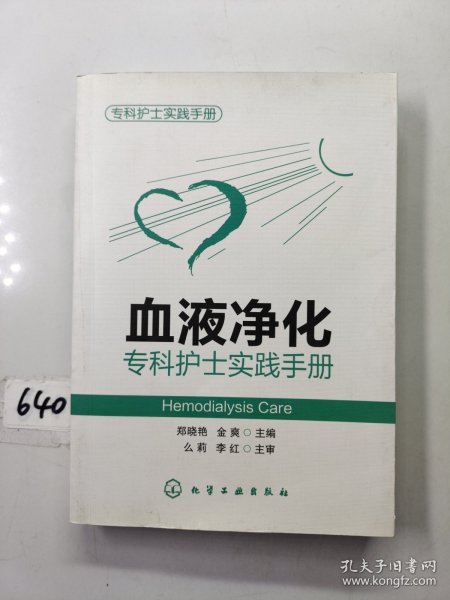 专科护士实践手册
血液净化
专科护士实践手册
Hemodialysis Care
郑晓艳 金爽 主编
么莉 李红 主审
化学工业出版社
640
孔夫子旧书网
www.kongfz.com